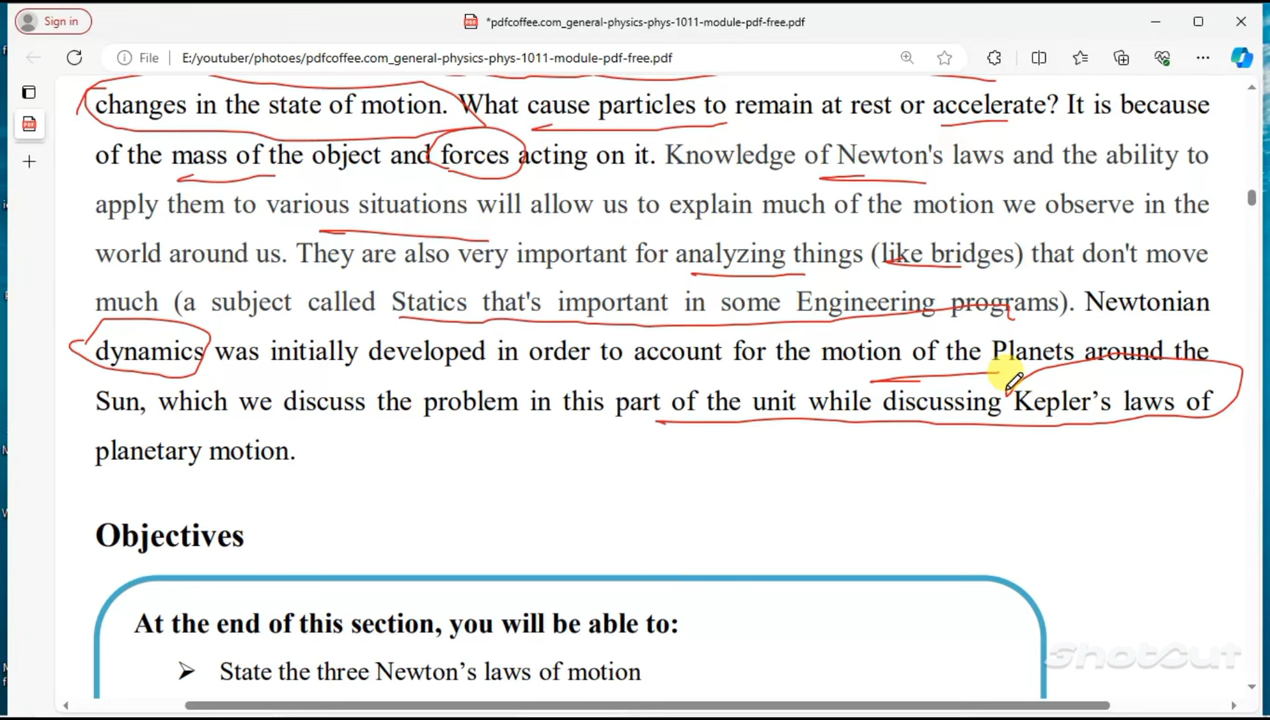 Sign in
*pdfcoffee.com_general-physics-phys-1011-module-pdf-free.pdf
File E:/youtuber/photoes/pdfcoffee.com_general-physics-phys-1011-module-pdf-free.pdf
changes in the state of motion. What cause particles to remain at rest or accelerate? It is because
of the mass of the object and forces acting on it. Knowledge of Newton's laws and the ability to
apply them to various situations will allow us to explain much of the motion we observe in the
world around us. They are also very important for analyzing things (like bridges) that don't move
much (a subject called Statics that's important in some Engineering programs). Newtonian
dynamics was initially developed in order to account for the motion of the Planets around the
Sun, which we discuss the problem in this part of the unit while discussing Kepler’s laws of
planetary motion.
Objectives
At the end of this section, you will be able to:
➢ State the three Newton’s laws of motion
shotcut